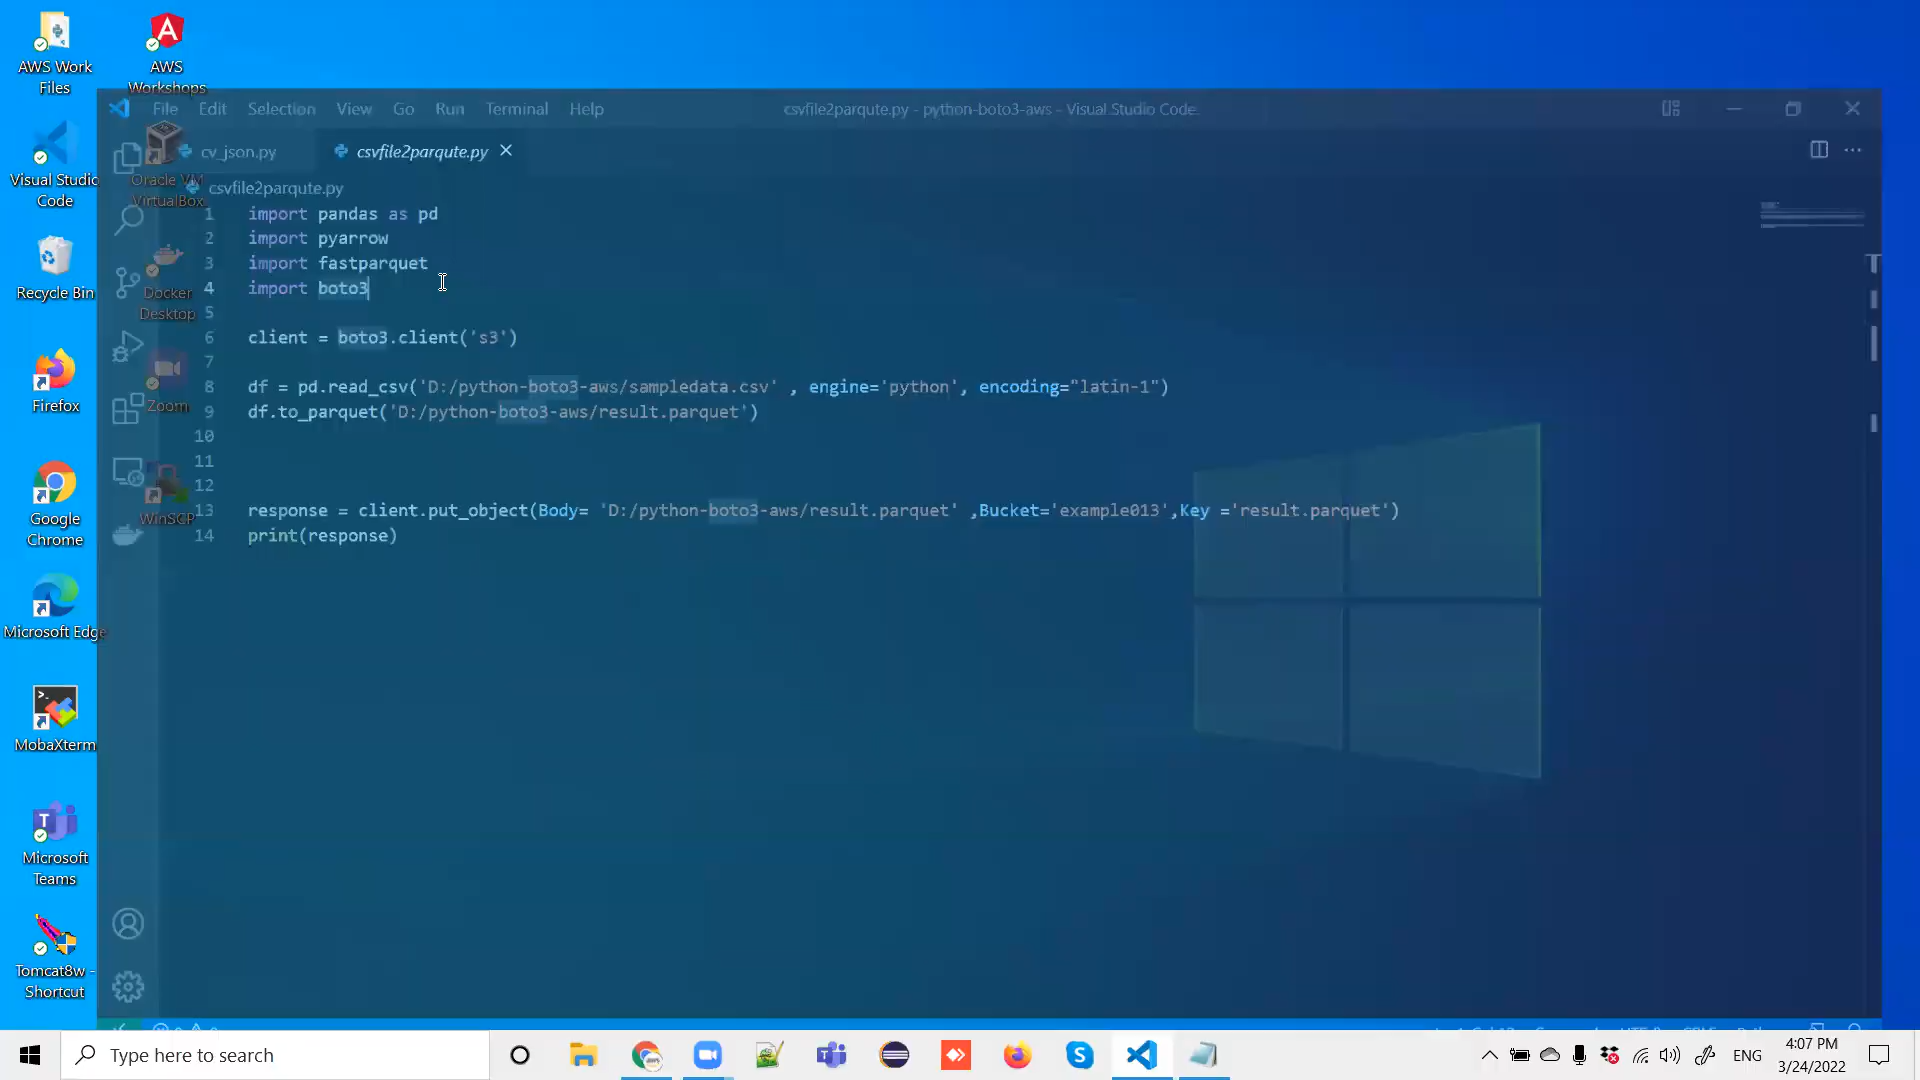 AWS Work
Files
AWS
Workshops
Visual Studio
Code
Recycle Bin
Firefox
Google
Chrome
Microsoft Edge
MobaXterm
Microsoft
Teams
Tomcat8w -
Shortcut
Oracle VM
VirtualBox
Docker
Desktop
Zoom
WinSCP
File Edit Selection View Go Run Terminal Help
csvfile2parqute.py - python-boto3-aws - Visual Studio Code
cv_json.py
csvfile2parqute.py
csvfile2parqute.py
1 import pandas as pd
2 import pyarrow
3 import fastparquet
4 import boto3
5
6 client = boto3.client('s3')
7
8 df = pd.read_csv('D:/python-boto3-aws/sampledata.csv' , engine='python', encoding="latin-1")
9 df.to_parquet('D:/python-boto3-aws/result.parquet')
10
11
12
13 response = client.put_object(Body= 'D:/python-boto3-aws/result.parquet' ,Bucket='example013',Key ='result.parquet')
14 print(response)
Type here to search
ENG
4:07 PM
3/24/2022